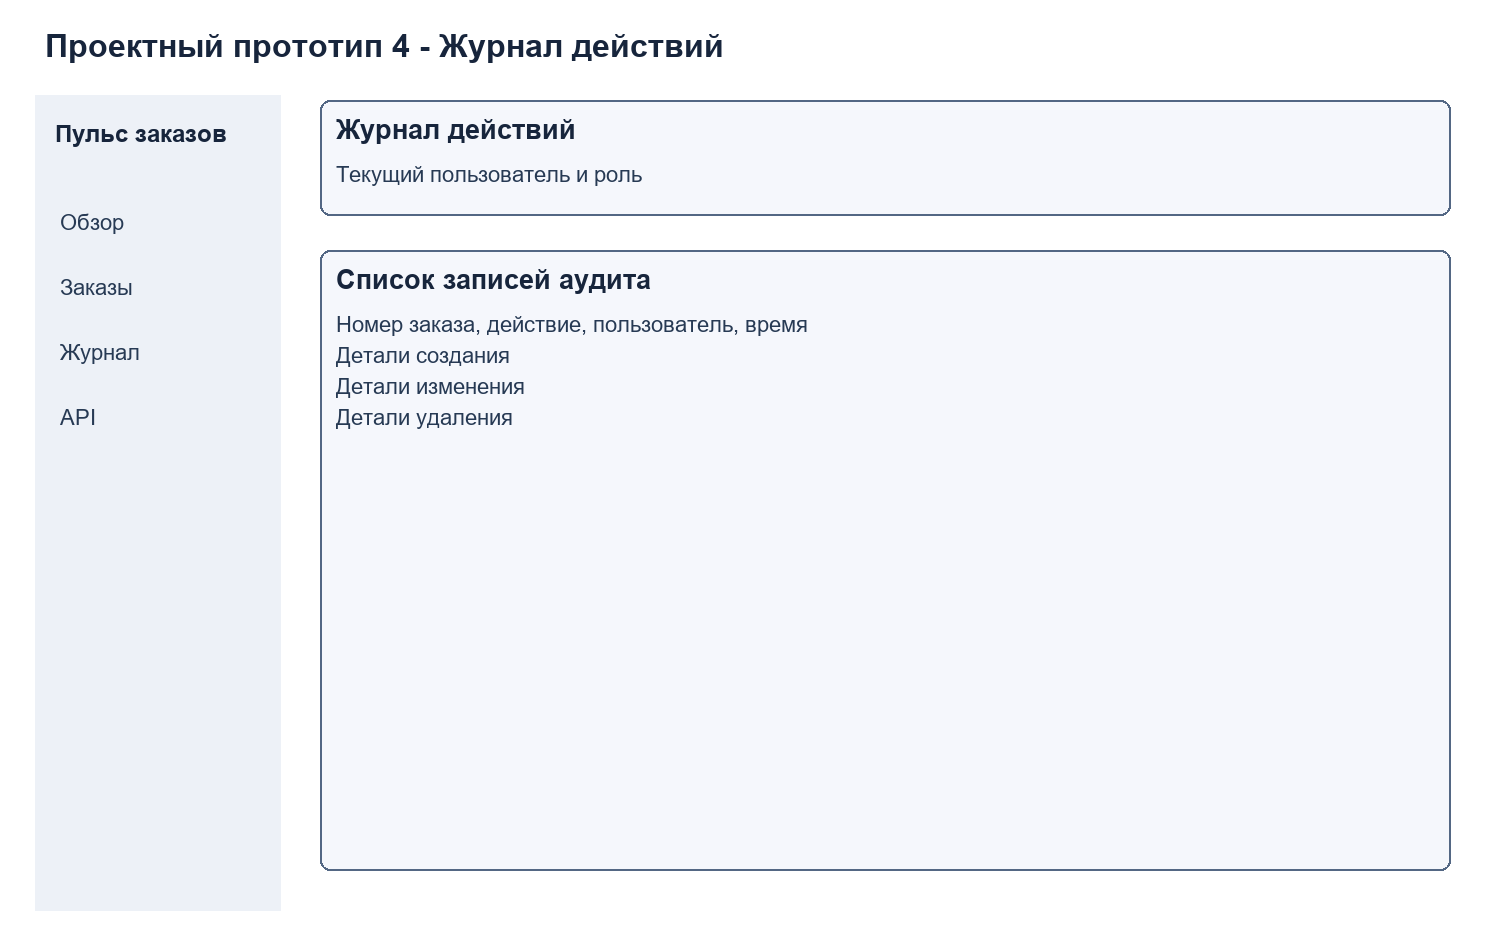 Проектный прототип 4 - Журнал действий
Пульс заказов
Обзор
Заказы
Журнал
API
Журнал действий
Текущий пользователь и роль
Список записей аудита
Номер заказа, действие, пользователь, время
Детали создания
Детали изменения
Детали удаления